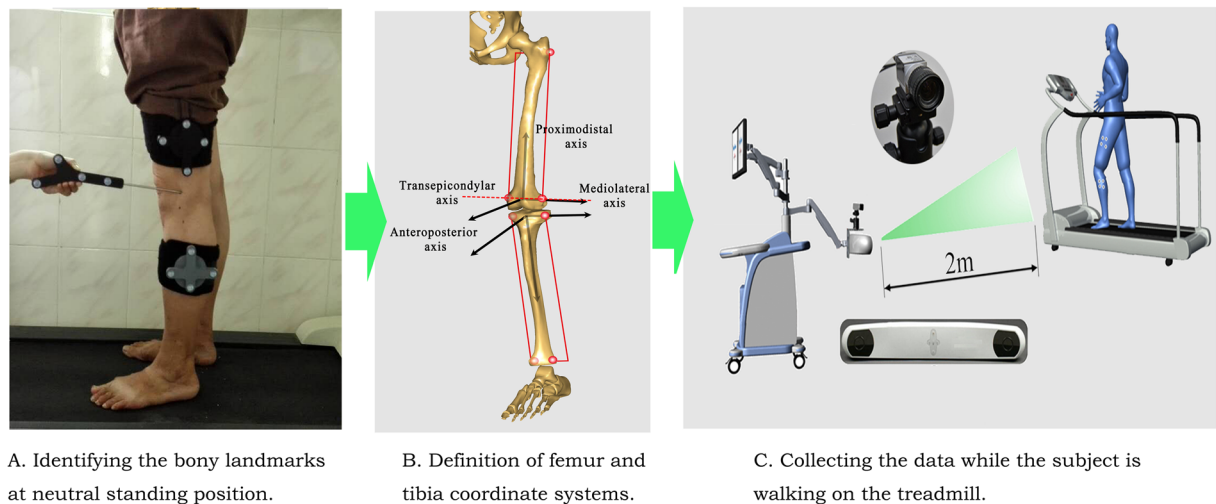 Proximodistal
axis
Transepicondylar
axis
Mediolateral
axis
Anteroposterior
axis
2m
A. Identifying the bony landmarks
at neutral standing position.
B. Definition of femur and
tibia coordinate systems.
C. Collecting the data while the subject is
walking on the treadmill.